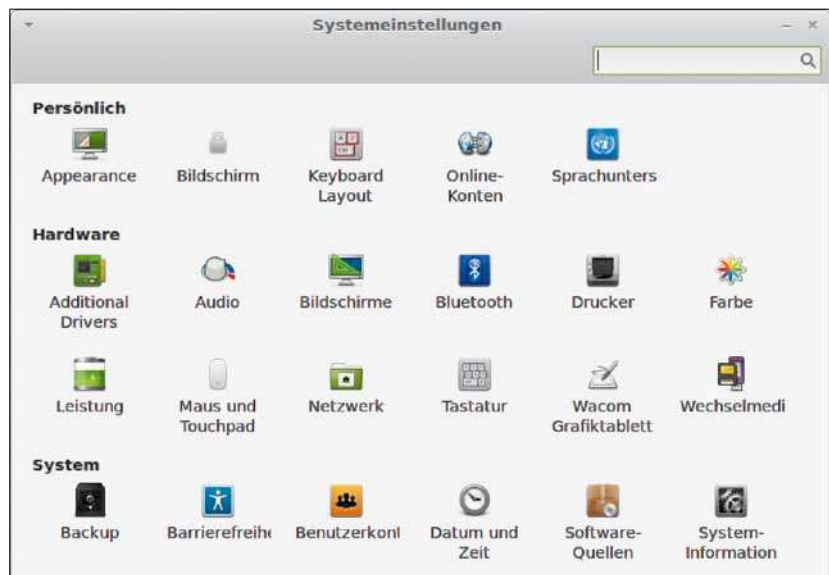 Systemeinstellungen
Persönlich
Appearance
Bildschirm
Keyboard
Layout
Online-
Konten
Sprachunters
Hardware
Additional
Drivers
Audio
Bildschirme
Bluetooth
Drucker
Farbe
Leistung
Maus und
Touchpad
Netzwerk
Tastatur
Wacom
Grafiktablett
Wechselmedi
System
Backup
Barrierefreihe
Benutzerkont
Datum und
Zeit
Software-
Quellen
System-
Information